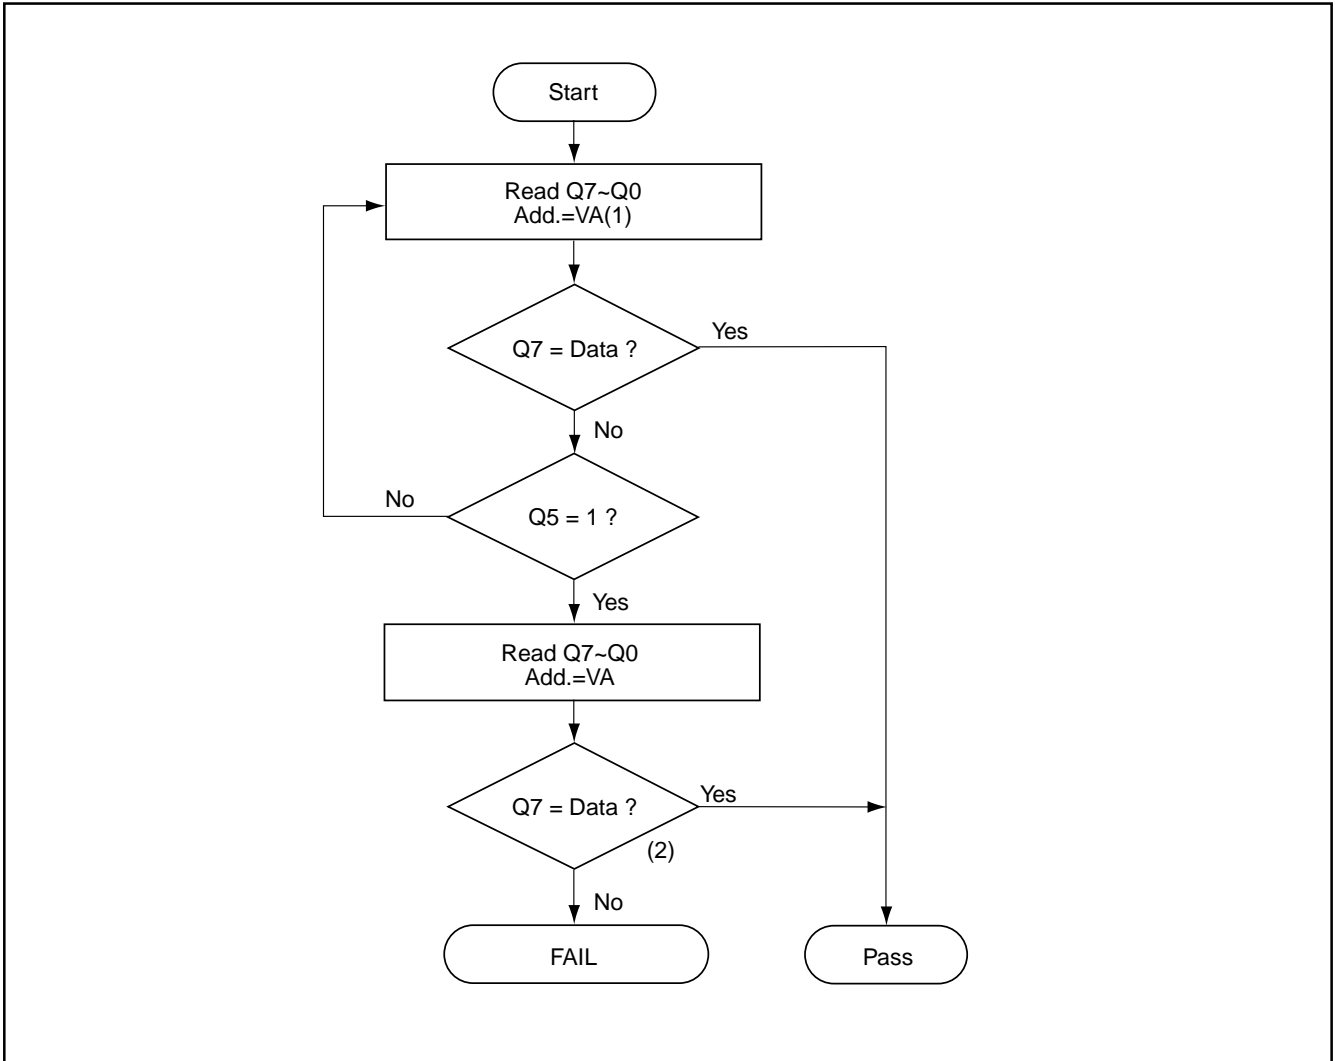 Start
Read Q7~Q0
Add.=VA(1)
Q7 = Data ?
Yes
No
No
Q5 = 1 ?
Yes
Read Q7~Q0
Add.=VA
Q7 = Data ?
Yes
(2)
No
FAIL
Pass